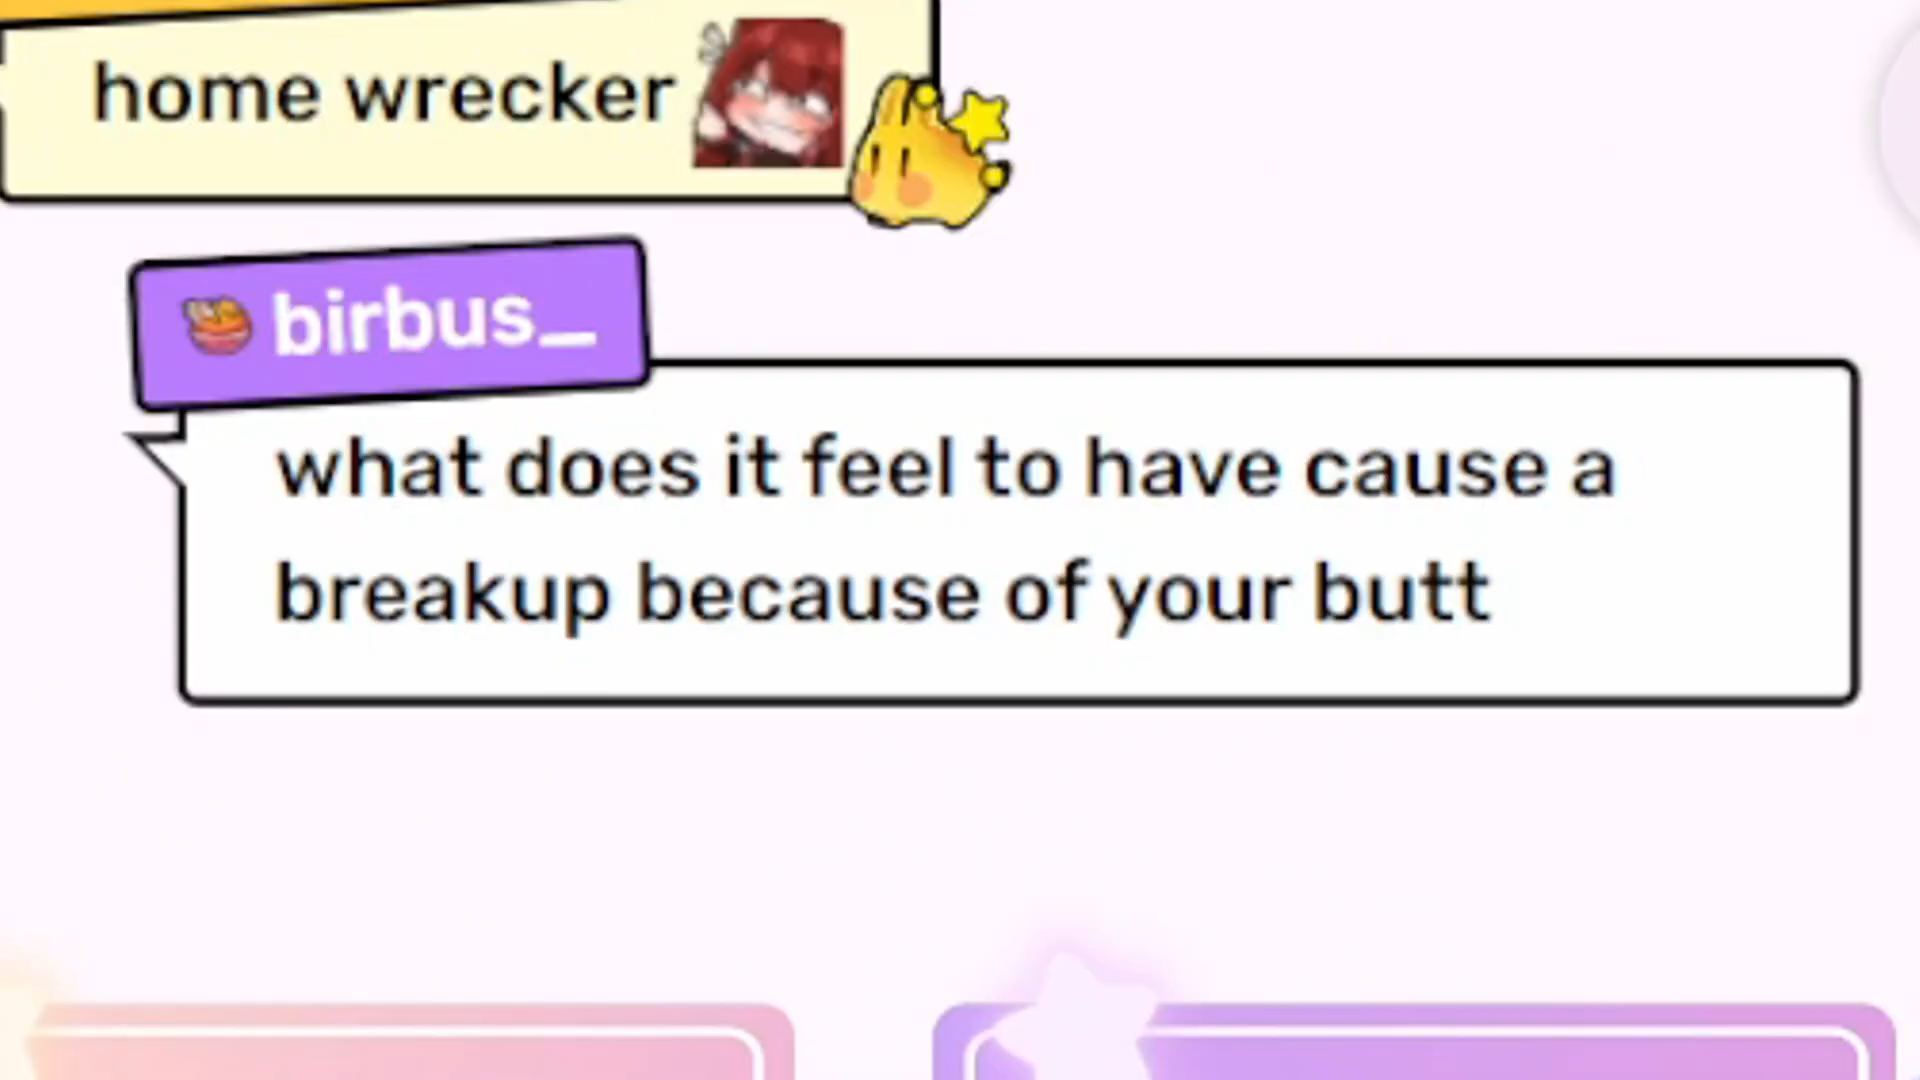 home wrecker
birbus_
what does it feel to have cause a
breakup because of your butt